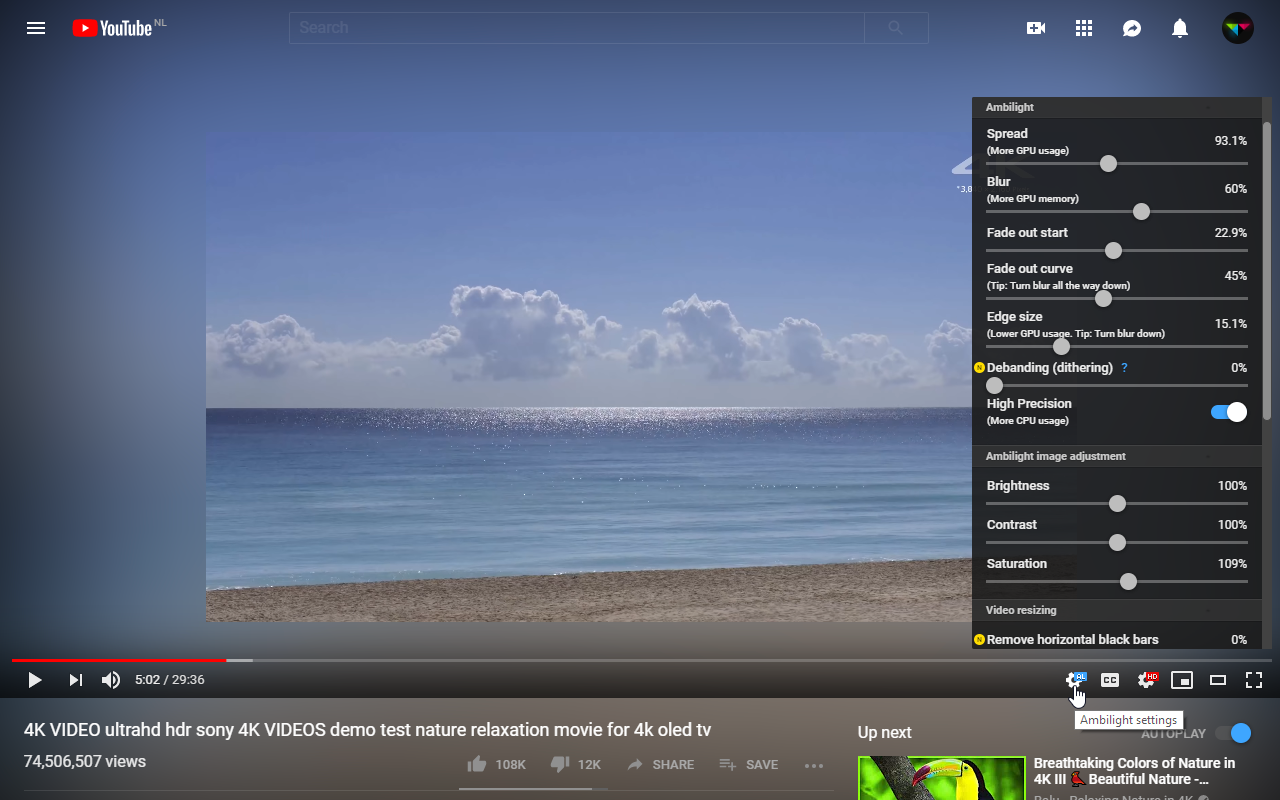 YouTube NL
Search
Ambilight
Spread
(More GPU usage)
93.1%
Blur
(More GPU memory)
60%
Fade out start
22.9%
Fade out curve
(Tip: Turn blur all the way down)
45%
Edge size
(Lower GPU usage. Tip: Turn blur down)
15.1%
N Debanding (dithering) ?
0%
High Precision
(More CPU usage)
Ambilight image adjustment
Brightness
100%
Contrast
100%
Saturation
109%
Video resizing
N Remove horizontal black bars
0%
4K
5:02 / 29:36
AL
CC
HD
Ambilight settings
4K VIDEO ultrahd hdr sony 4K VIDEOS demo test nature relaxation movie for 4k oled tv
74,506,507 views
108K
12K
SHARE
SAVE
Up next
AUTOPLAY
Breathtaking Colors of Nature in
4K III Beautiful Nature -...